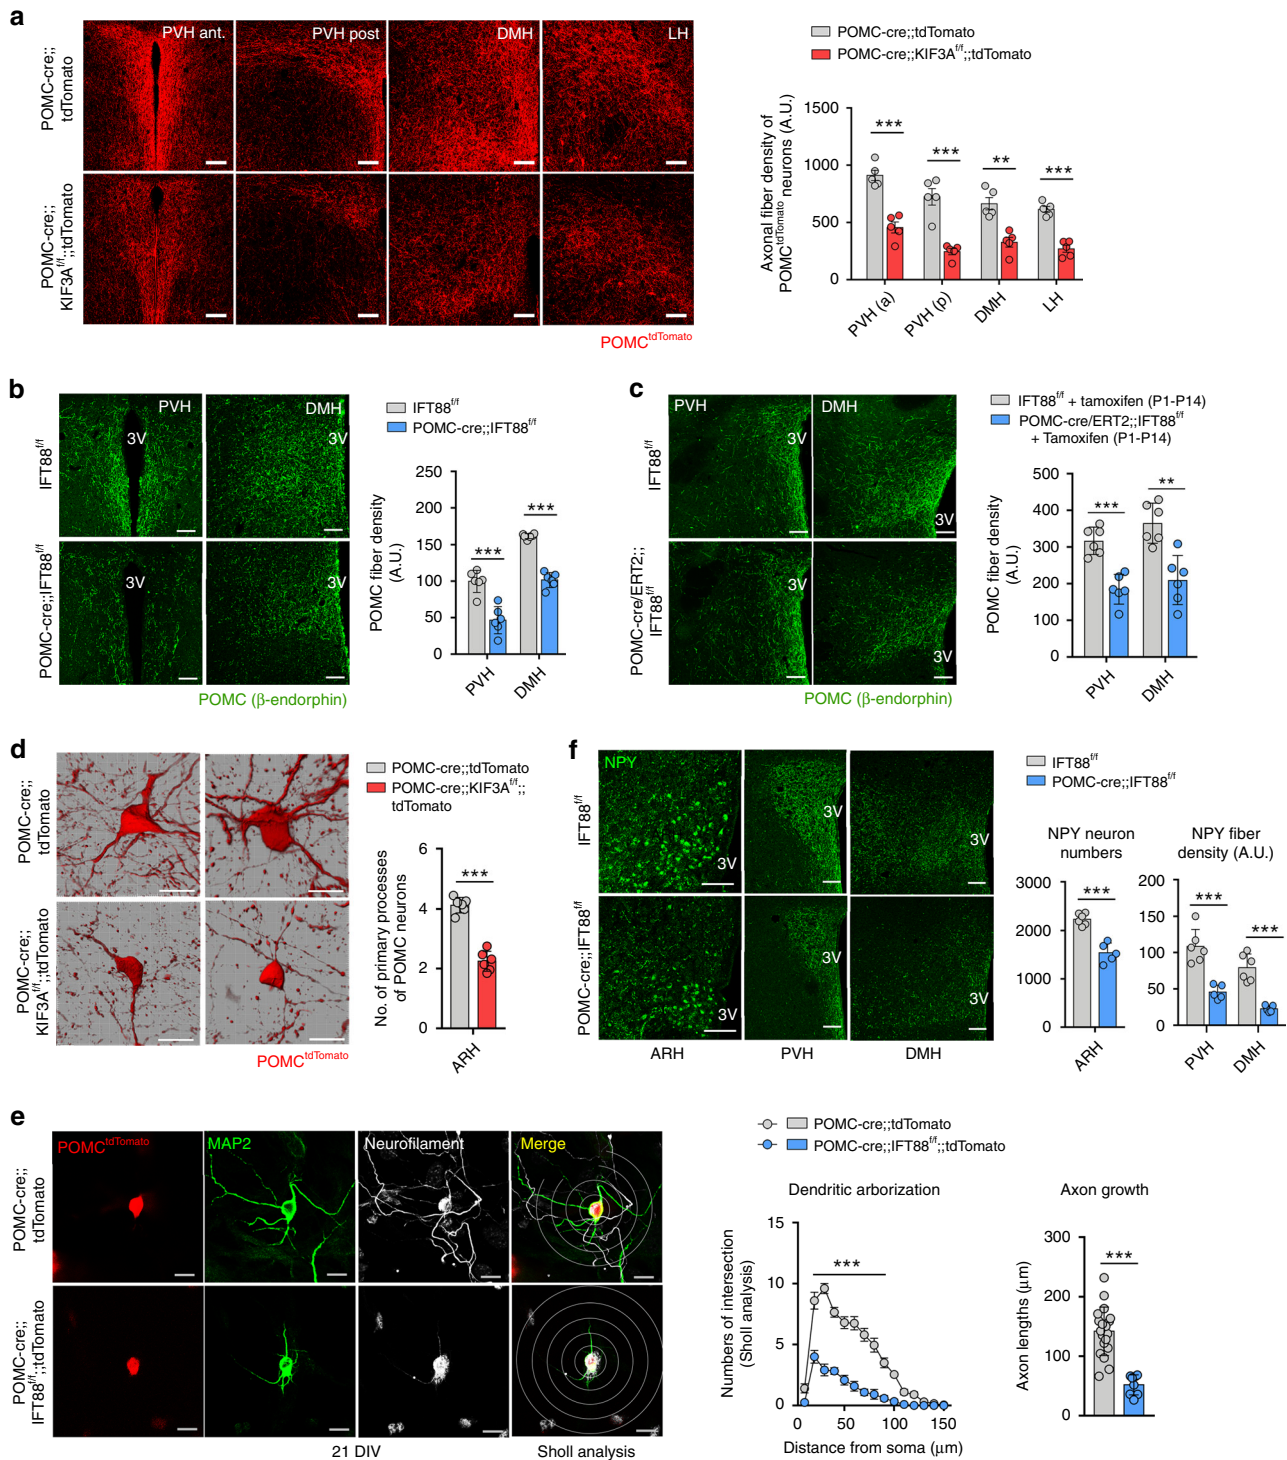 a
PVH ant.
PVH post
DMH
LH
POMC-cre;;
tdTomato
POMC-cre;;
KIF3A^f/f;;tdTomato
POMC^tdTomato
POMC-cre;;tdTomato
POMC-cre;;KIF3A^f/f;;tdTomato
Axonal fiber density of
POMC^tdTomato neurons (A.U.)
1500
1000
500
0
***
***
**
***
PVH (a)
PVH (p)
DMH
LH
b
PVH
DMH
3V
3V
3V
3V
IFT88^f/f
POMC-cre;;IFT88^f/f
POMC (β-endorphin)
IFT88^f/f
POMC-cre;;IFT88^f/f
POMC fiber density
(A.U.)
250
200
150
100
50
0
***
***
PVH
DMH
c
PVH
DMH
3V
3V
3V
3V
IFT88^f/f
POMC-cre/ERT2;;
IFT88^f/f
POMC (β-endorphin)
IFT88^f/f + tamoxifen (P1-P14)
POMC-cre/ERT2;;IFT88^f/f
+ Tamoxifen (P1-P14)
POMC fiber density
(A.U.)
500
400
300
200
100
0
***
**
PVH
DMH
d
POMC-cre;;
tdTomato
POMC-cre;;
KIF3A^f/f;;tdTomato
POMC^tdTomato
POMC-cre;;tdTomato
POMC-cre;;KIF3A^f/f;;
tdTomato
No. of primary processes
of POMC neurons
6
4
2
0
***
ARH
f
NPY
3V
3V
3V
3V
3V
3V
IFT88^f/f
POMC-cre;;IFT88^f/f
ARH
PVH
DMH
IFT88^f/f
POMC-cre;;IFT88^f/f
NPY neuron
numbers
3000
2000
1000
0
***
ARH
NPY fiber
density (A.U.)
200
150
100
50
0
***
***
PVH
DMH
e
POMC^tdTomato
MAP2
Neurofilament
Merge
POMC-cre;;
tdTomato
POMC-cre;;
IFT88^f/f;;tdTomato
21 DIV
Sholl analysis
POMC-cre;;tdTomato
POMC-cre;;IFT88^f/f;;tdTomato
Dendritic arborization
Numbers of intersection
(Sholl analysis)
15
10
5
0
***
0
50
100
150
Distance from soma (μm)
Axon growth
Axon lengths (μm)
300
200
100
0
***